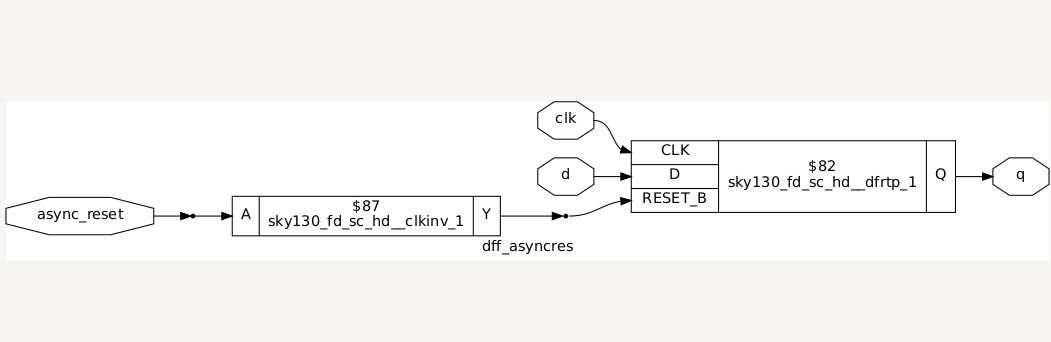 clk
d
CLK
D
RESET_B
$82
sky130_fd_sc_hd__dfrtp_1
Q
q
async_reset
A
$87
sky130_fd_sc_hd__clkinv_1
Y
dff_asyncres